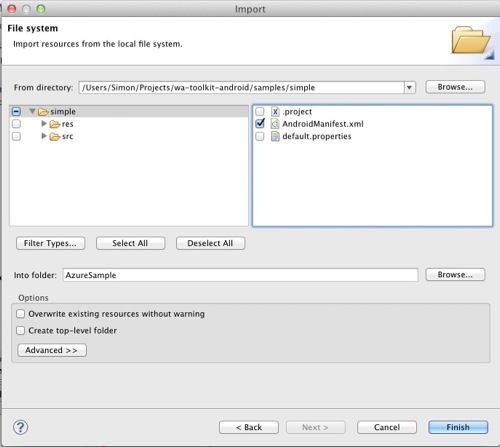 Import
File system
Import resources from the local file system.
From directory: /Users/Simon/Projects/wa-toolkit-android/samples/simple Browse...
simple
res
src
.project
AndroidManifest.xml
default.properties
Filter Types... Select All Deselect All
Into folder: AzureSample Browse...
Options
Overwrite existing resources without warning
Create top-level folder
Advanced >>
? < Back Next > Cancel Finish